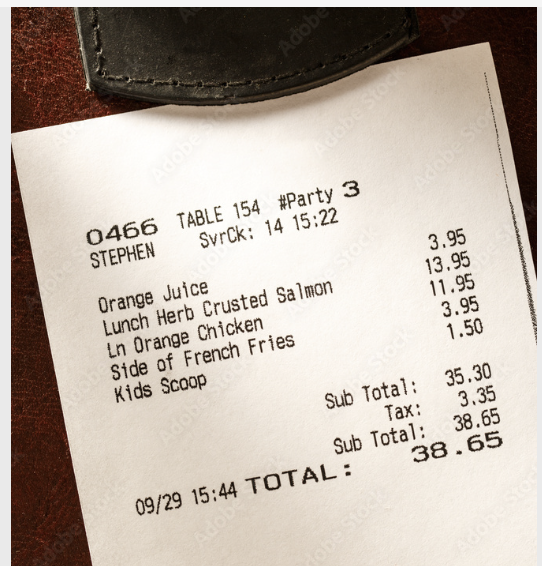 0466 TABLE 154 #Party 3
STEPHEN SvrCk: 14 15:22
Orange Juice 3.95
Lunch Herb Crusted Salmon 13.95
Ln Orange Chicken 11.95
Side of French Fries 3.95
Kids Scoop 1.50
Sub Total: 35.30
Tax: 3.35
Sub Total: 38.65
09/29 15:44 TOTAL: 38.65
Adobe Stock